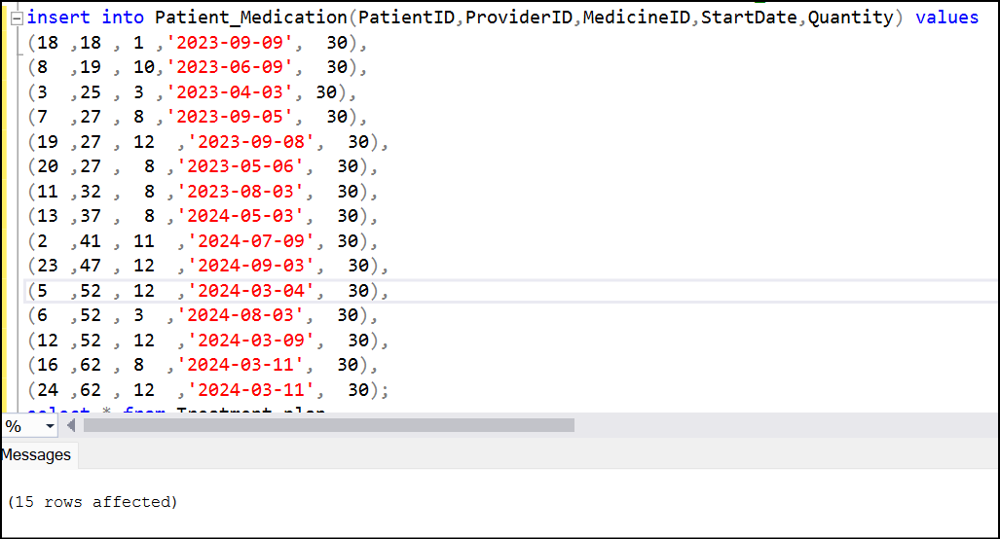 insert into Patient_Medication(PatientID,ProviderID,MedicineID,StartDate,Quantity) values
(18 ,18 , 1 ,'2023-09-09',  30),
(8  ,19 , 10,'2023-06-09',  30),
(3  ,25 , 3 ,'2023-04-03', 30),
(7  ,27 , 8 ,'2023-09-05',  30),
(19 ,27 , 12  ,'2023-09-08',  30),
(20 ,27 ,  8 ,'2023-05-06',  30),
(11 ,32 ,  8 ,'2023-08-03',  30),
(13 ,37 ,  8 ,'2024-05-03',  30),
(2  ,41 , 11  ,'2024-07-09', 30),
(23 ,47 , 12  ,'2024-09-03',  30),
(5  ,52 , 12  ,'2024-03-04',  30),
(6  ,52 , 3  ,'2024-08-03',  30),
(12 ,52 , 12  ,'2024-03-09',  30),
(16 ,62 , 8  ,'2024-03-11',  30),
(24 ,62 , 12  ,'2024-03-11',  30);
select * from Treatment_plan
%
Messages
(15 rows affected)